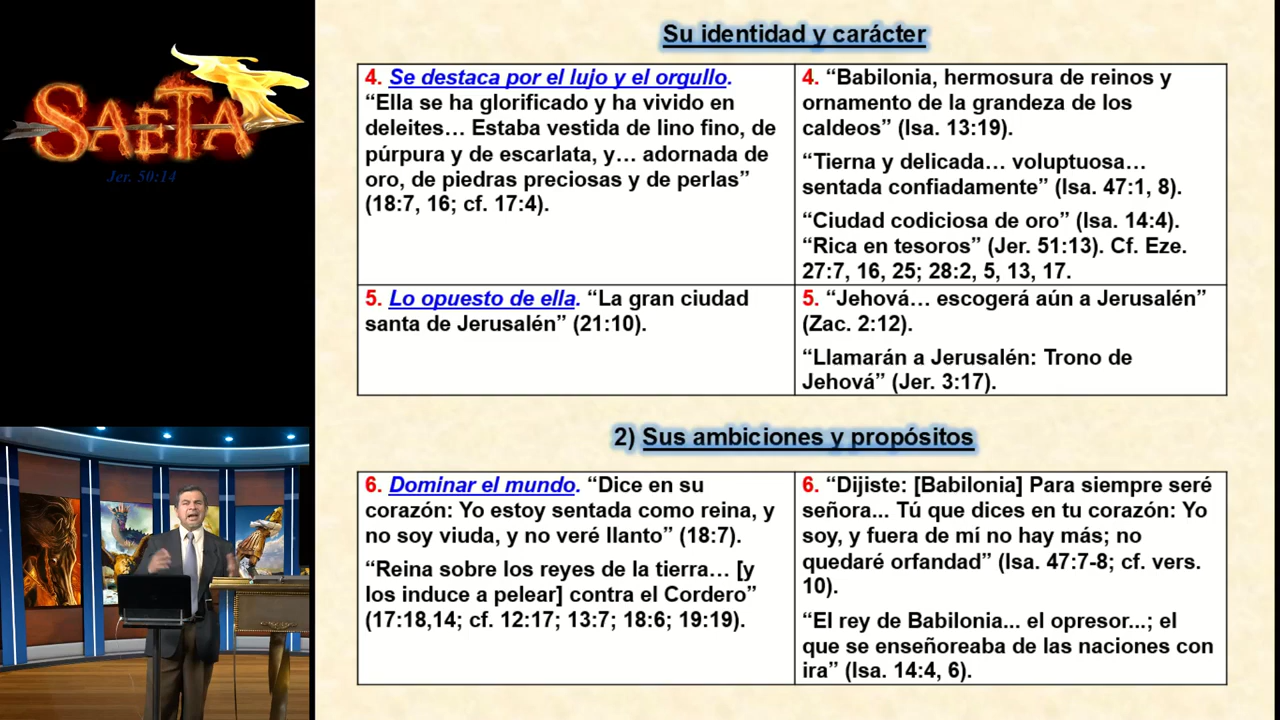 SAETA
Jer. 50:14
Su identidad y carácter
4. Se destaca por el lujo y el orgullo.
“Ella se ha glorificado y ha vivido en
deleites… Estaba vestida de lino fino, de
púrpura y de escarlata, y… adornada de
oro, de piedras preciosas y de perlas”
(18:7, 16; cf. 17:4).
4. “Babilonia, hermosura de reinos y
ornamento de la grandeza de los
caldeos” (Isa. 13:19).
“Tierna y delicada… voluptuosa…
sentada confiadamente” (Isa. 47:1, 8).
“Ciudad codiciosa de oro” (Isa. 14:4).
“Rica en tesoros” (Jer. 51:13). Cf. Eze.
27:7, 16, 25; 28:2, 5, 13, 17.
5. Lo opuesto de ella. “La gran ciudad
santa de Jerusalén” (21:10).
5. “Jehová… escogerá aún a Jerusalén”
(Zac. 2:12).
“Llamarán a Jerusalén: Trono de
Jehová” (Jer. 3:17).
2) Sus ambiciones y propósitos
6. Dominar el mundo. “Dice en su
corazón: Yo estoy sentada como reina, y
no soy viuda, y no veré llanto” (18:7).
“Reina sobre los reyes de la tierra… [y
los induce a pelear] contra el Cordero”
(17:18,14; cf. 12:17; 13:7; 18:6; 19:19).
6. “Dijiste: [Babilonia] Para siempre seré
señora... Tú que dices en tu corazón: Yo
soy, y fuera de mí no hay más; no
quedaré orfandad” (Isa. 47:7-8; cf. vers.
10).
“El rey de Babilonia... el opresor...; el
que se enseñoreaba de las naciones con
ira” (Isa. 14:4, 6).